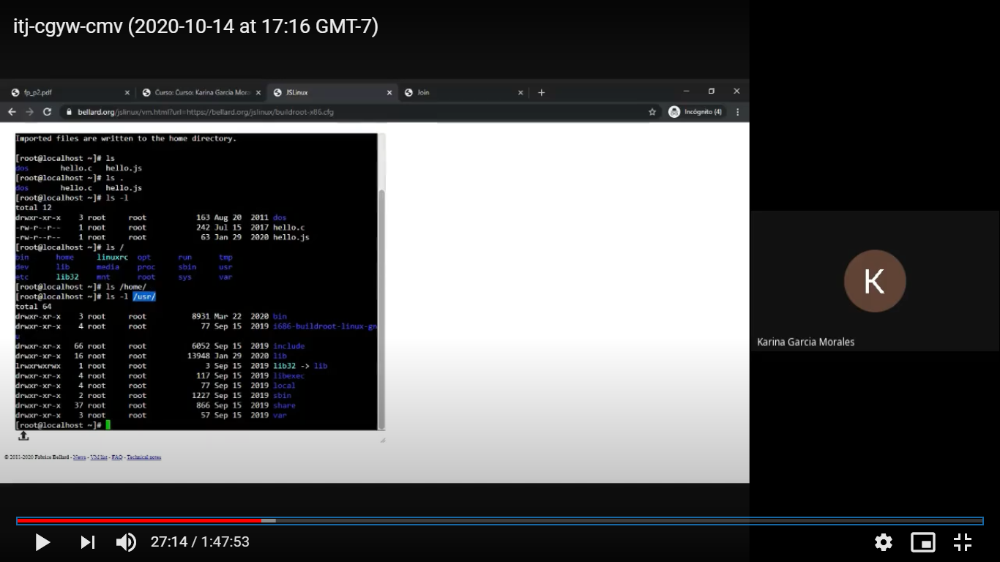 itj-cgyw-cmv (2020-10-14 at 17:16 GMT-7)
fp_p2.pdf
Curso: Curso: Karina Garcia Mora
JSLinux
Join
bellard.org/jslinux/vm.html?url=https://bellard.org/jslinux/buildroot-x86.cfg
Incógnito (4)
Imported files are written to the home directory.
[root@localhost ~]# ls
dos hello.c hello.js
[root@localhost ~]# ls .
dos hello.c hello.js
[root@localhost ~]# ls -l
total 12
drwxr-xr-x 3 root root 163 Aug 20 2011 dos
-rw-r--r-- 1 root root 242 Jul 15 2017 hello.c
-rw-r--r-- 1 root root 63 Jan 29 2020 hello.js
[root@localhost ~]# ls /
bin home linuxrc opt run tmp
dev lib media proc sbin usr
etc lib32 mnt root sys var
[root@localhost ~]# ls /home/
[root@localhost ~]# ls -l /usr/
total 64
drwxr-xr-x 3 root root 8931 Mar 22 2020 bin
drwxr-xr-x 4 root root 77 Sep 15 2019 i686-buildroot-linux-gn
u
drwxr-xr-x 66 root root 6052 Sep 15 2019 include
drwxr-xr-x 16 root root 13948 Jan 29 2020 lib
lrwxrwxrwx 1 root root 3 Sep 15 2019 lib32 -> lib
drwxr-xr-x 4 root root 117 Sep 15 2019 libexec
drwxr-xr-x 4 root root 77 Sep 15 2019 local
drwxr-xr-x 2 root root 1227 Sep 15 2019 sbin
drwxr-xr-x 37 root root 866 Sep 15 2019 share
drwxr-xr-x 3 root root 57 Sep 15 2019 var
[root@localhost ~]#
© 2011-2020 Fabrice Bellard - News - VM list - FAQ - Technical notes
K
Karina Garcia Morales
27:14 / 1:47:53